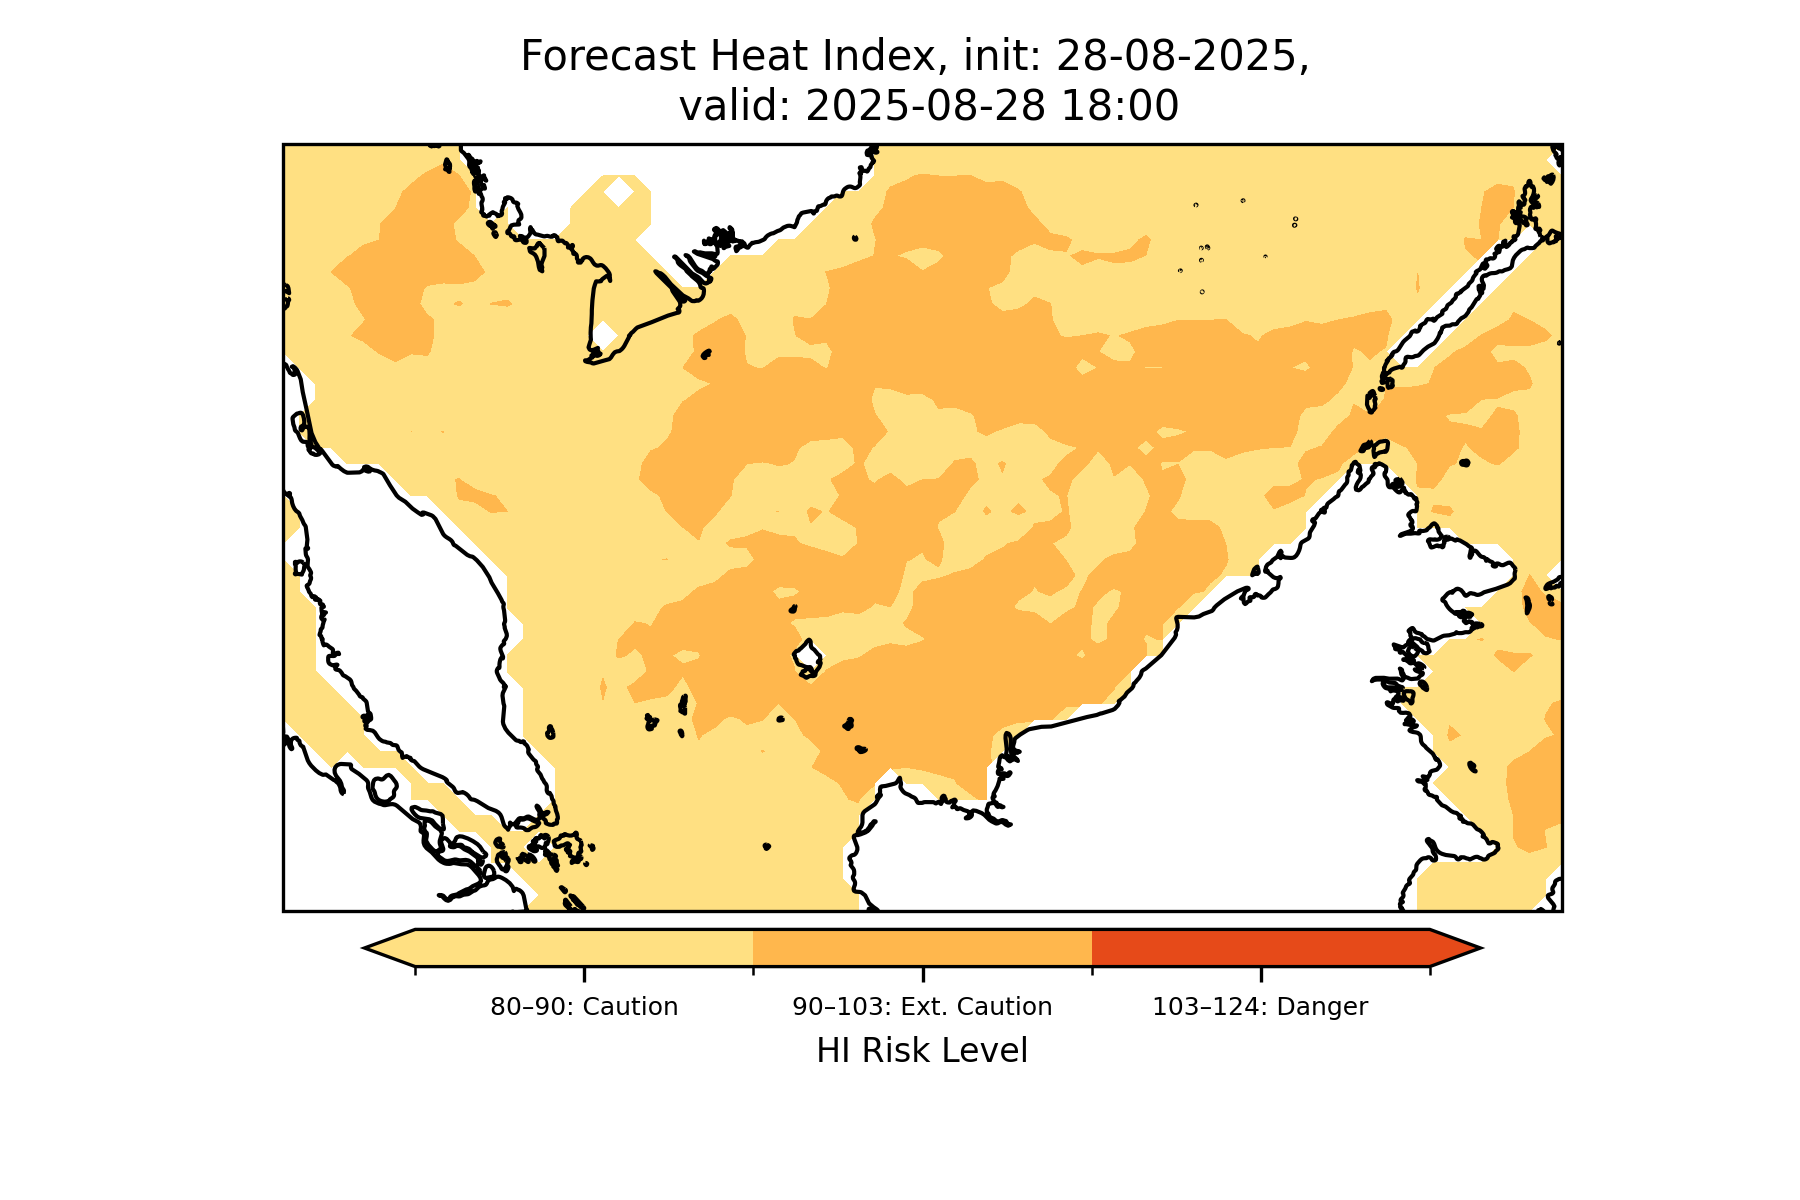 Forecast Heat Index, init: 28-08-2025,
valid: 2025-08-28 18:00
80–90: Caution
90–103: Ext. Caution
103–124: Danger
HI Risk Level